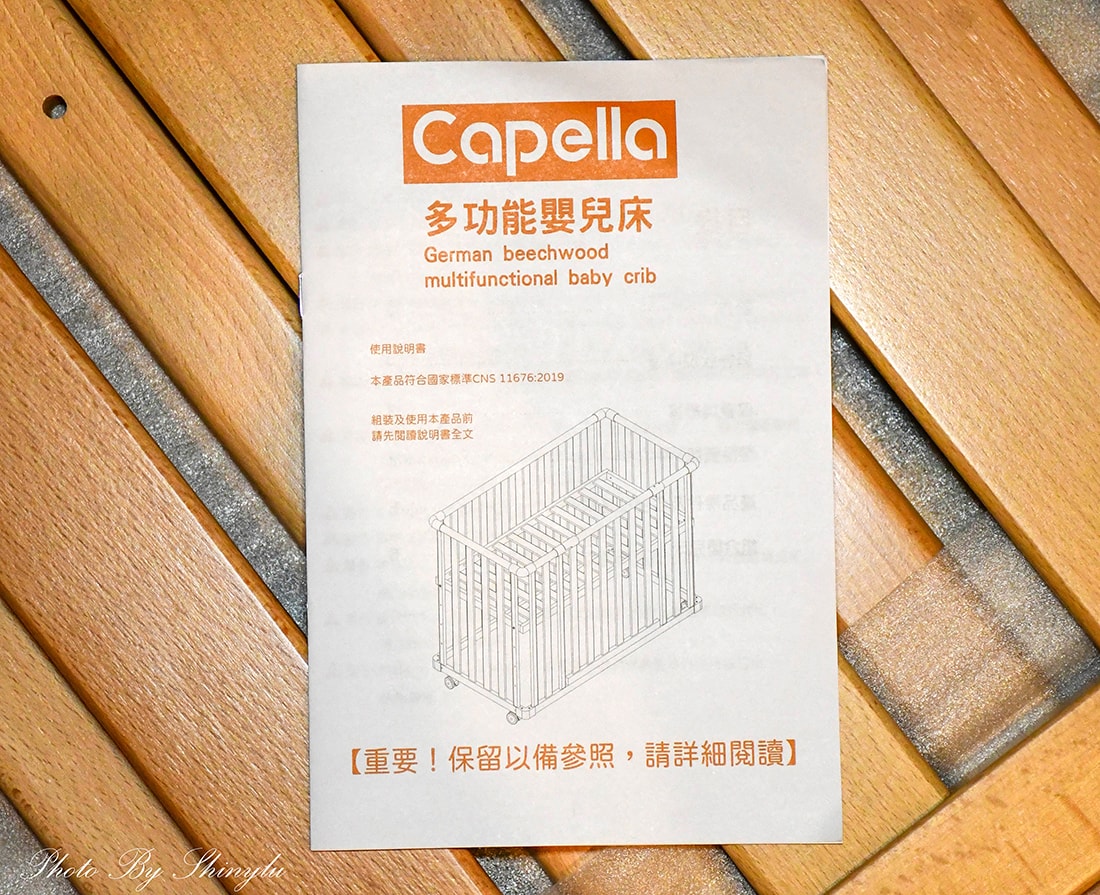 Capella
多功能嬰兒床
German beechwood
multifunctional baby crib
使用說明書
本產品符合國家標準CNS 11676:2019
組裝及使用本產品前
請先閱讀說明書全文
【重要！保留以備參照，請詳細閱讀】
Photo By Shinylu